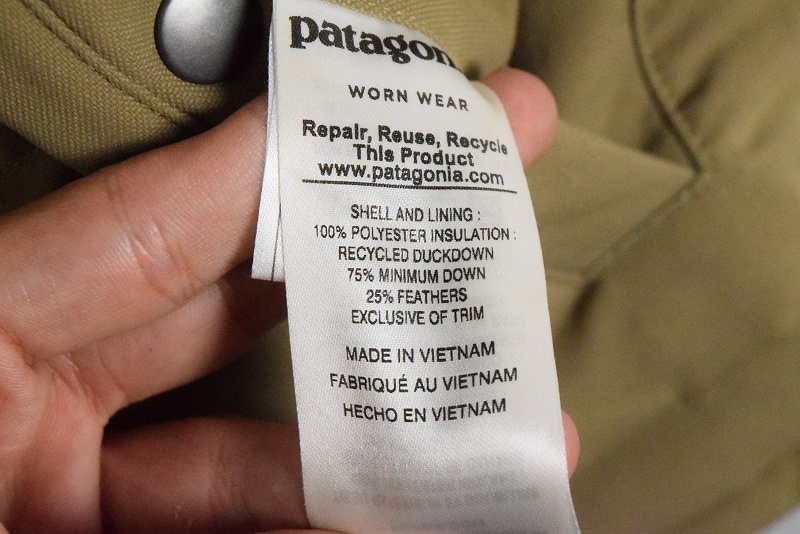 patagon
WORN WEAR
Repair, Reuse, Recycle
This Product
www.patagonia.com
SHELL AND LINING :
100% POLYESTER INSULATION :
RECYCLED DUCKDOWN
75% MINIMUM DOWN
25% FEATHERS
EXCLUSIVE OF TRIM
MADE IN VIETNAM
FABRIQUÉ AU VIETNAM
HECHO EN VIETNAM